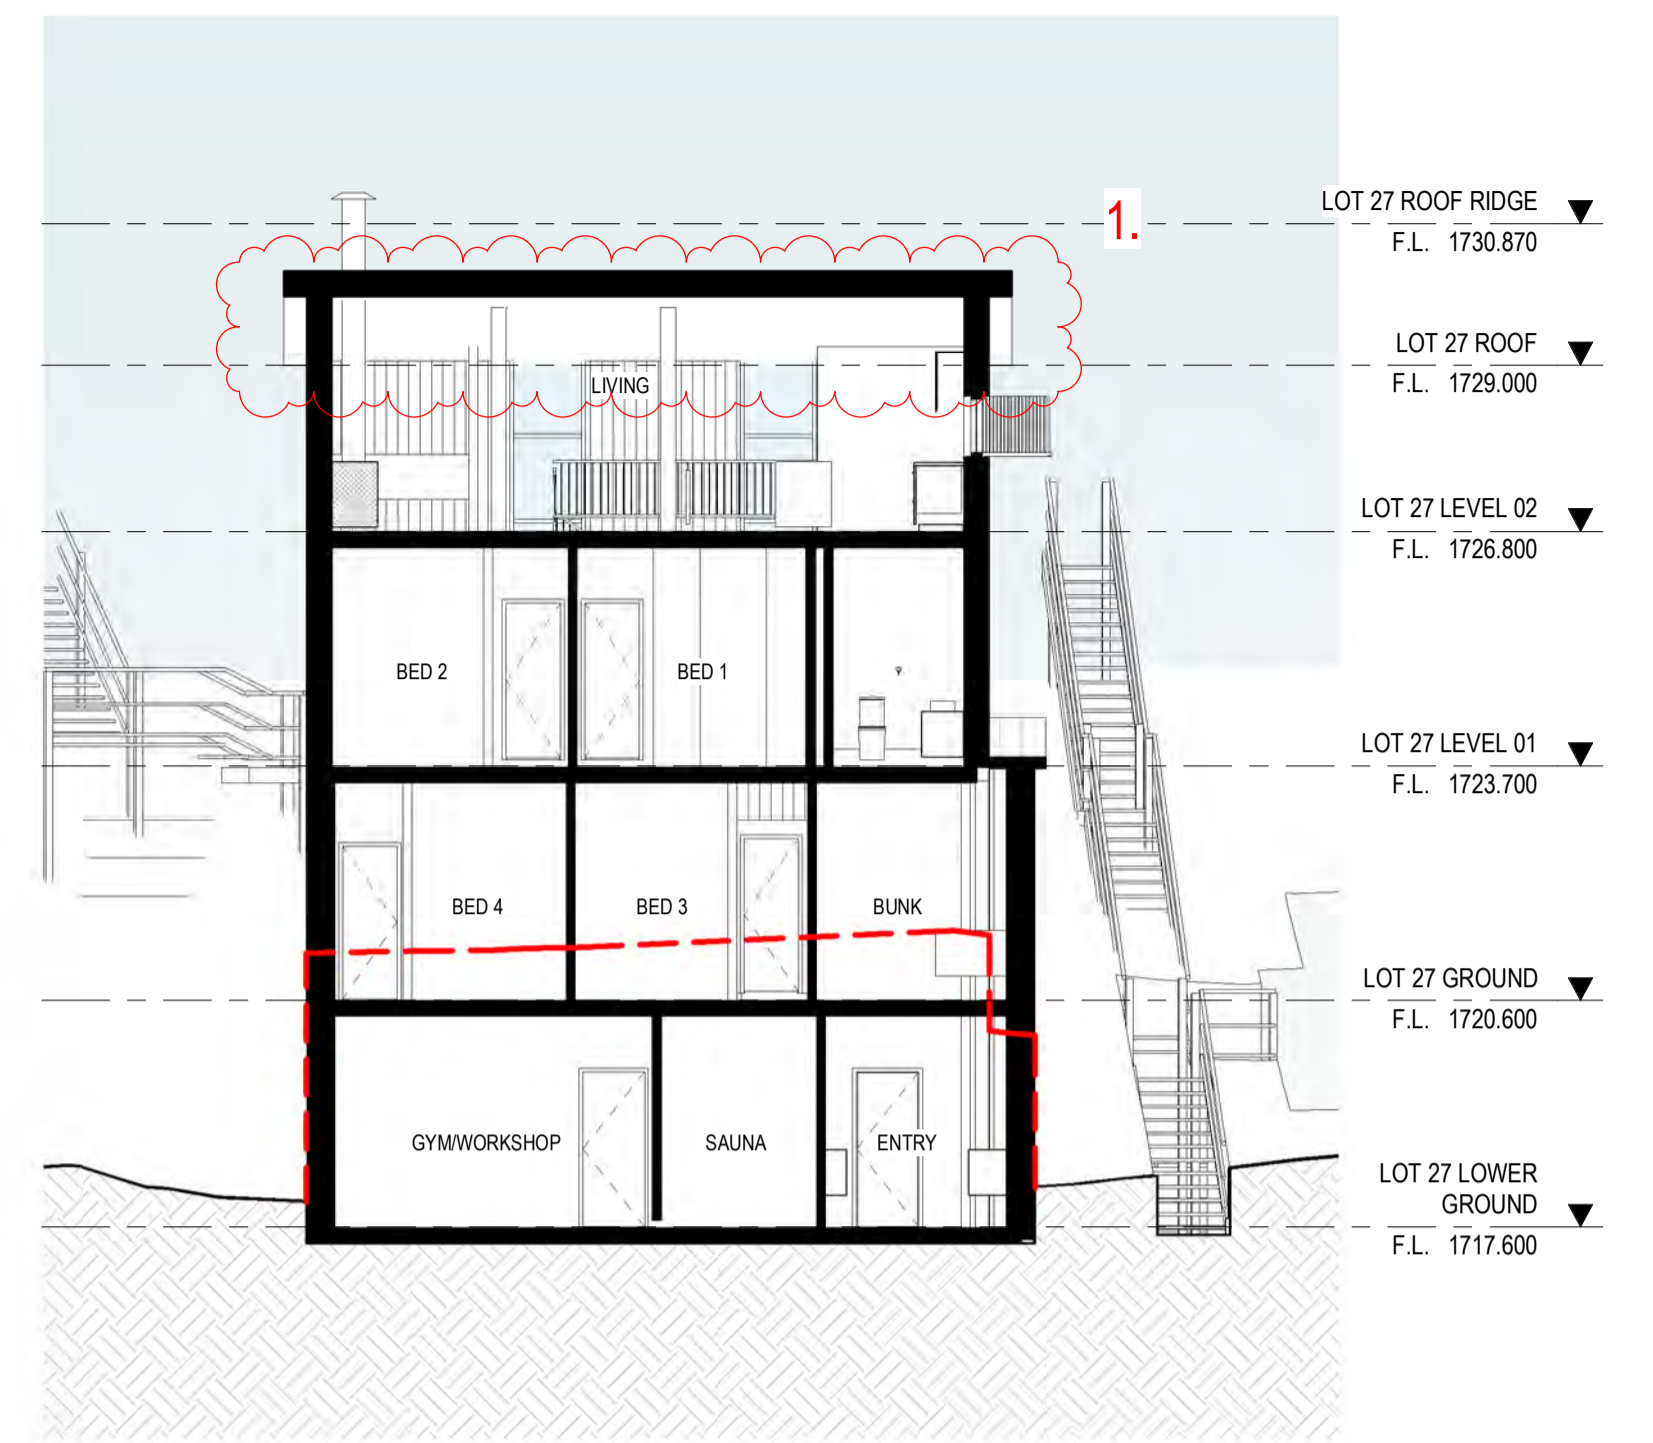 LOT 27 ROOF RIDGE
1.
F.L. 1730.870
LOT 27 ROOF
F.L. 1729.000
LIVING
LOT 27 LEVEL 02
F.L. 1726.800
BED 2
BED 1
LOT 27 LEVEL 01
F.L. 1723.700
BED 4
BED 3
BUNK
LOT 27 GROUND
F.L. 1720.600
GYM/WORKSHOP
SAUNA
ENTRY
LOT 27 LOWER
GROUND
F.L. 1717.600